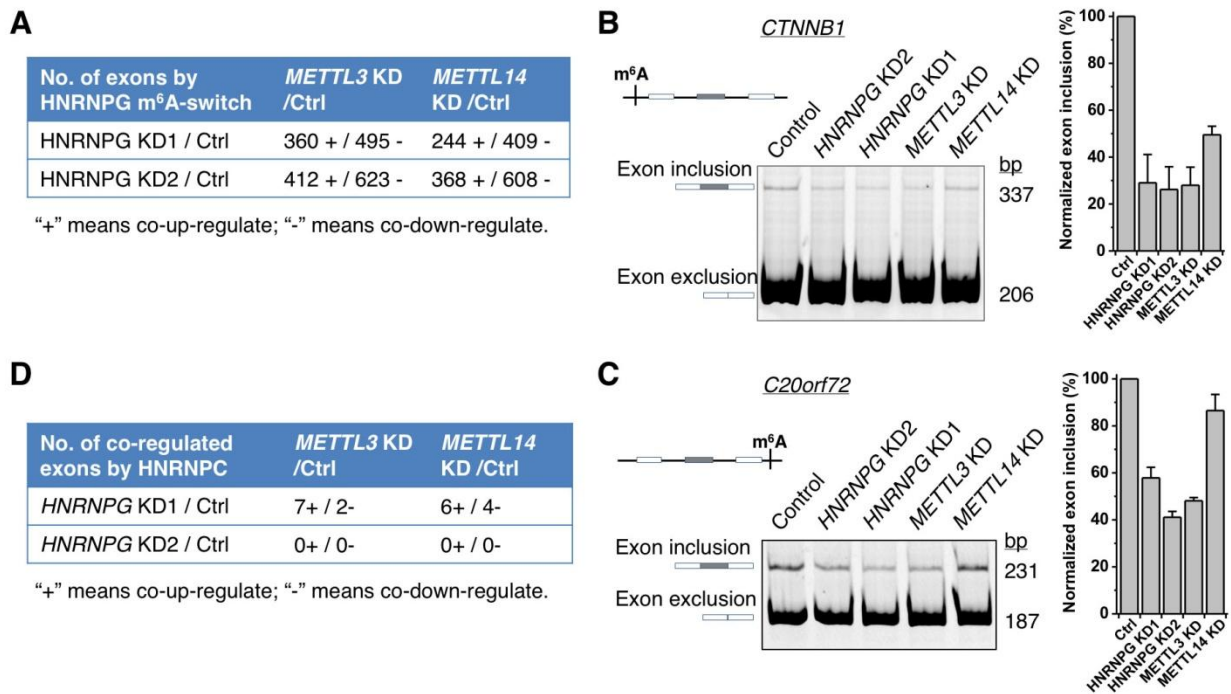 A
No. of exons by HNRNPG m⁶A-switch
METTL3 KD /Ctrl
METTL14 KD /Ctrl
HNRNPG KD1 / Ctrl
360 + / 495 -
244 + / 409 -
HNRNPG KD2 / Ctrl
412 + / 623 -
368 + / 608 -
“+” means co-up-regulate; “-” means co-down-regulate.
B
CTNNB1
m⁶A
Control
HNRNPG KD2
HNRNPG KD1
METTL3 KD
METTL14 KD
bp
Exon inclusion
337
Exon exclusion
206
Normalized exon inclusion (%)
100
80
60
40
20
0
Ctrl
HNRNPG KD1
HNRNPG KD2
METTL3 KD
METTL14 KD
D
No. of co-regulated exons by HNRNPC
METTL3 KD /Ctrl
METTL14 KD /Ctrl
HNRNPG KD1 / Ctrl
7+ / 2-
6+ / 4-
HNRNPG KD2 / Ctrl
0+ / 0-
0+ / 0-
“+” means co-up-regulate; “-” means co-down-regulate.
C
C20orf72
m⁶A
Control
HNRNPG KD2
HNRNPG KD1
METTL3 KD
METTL14 KD
bp
Exon inclusion
231
Exon exclusion
187
Normalized exon inclusion (%)
100
80
60
40
20
0
Ctrl
HNRNPG KD1
HNRNPG KD2
METTL3 KD
METTL14 KD